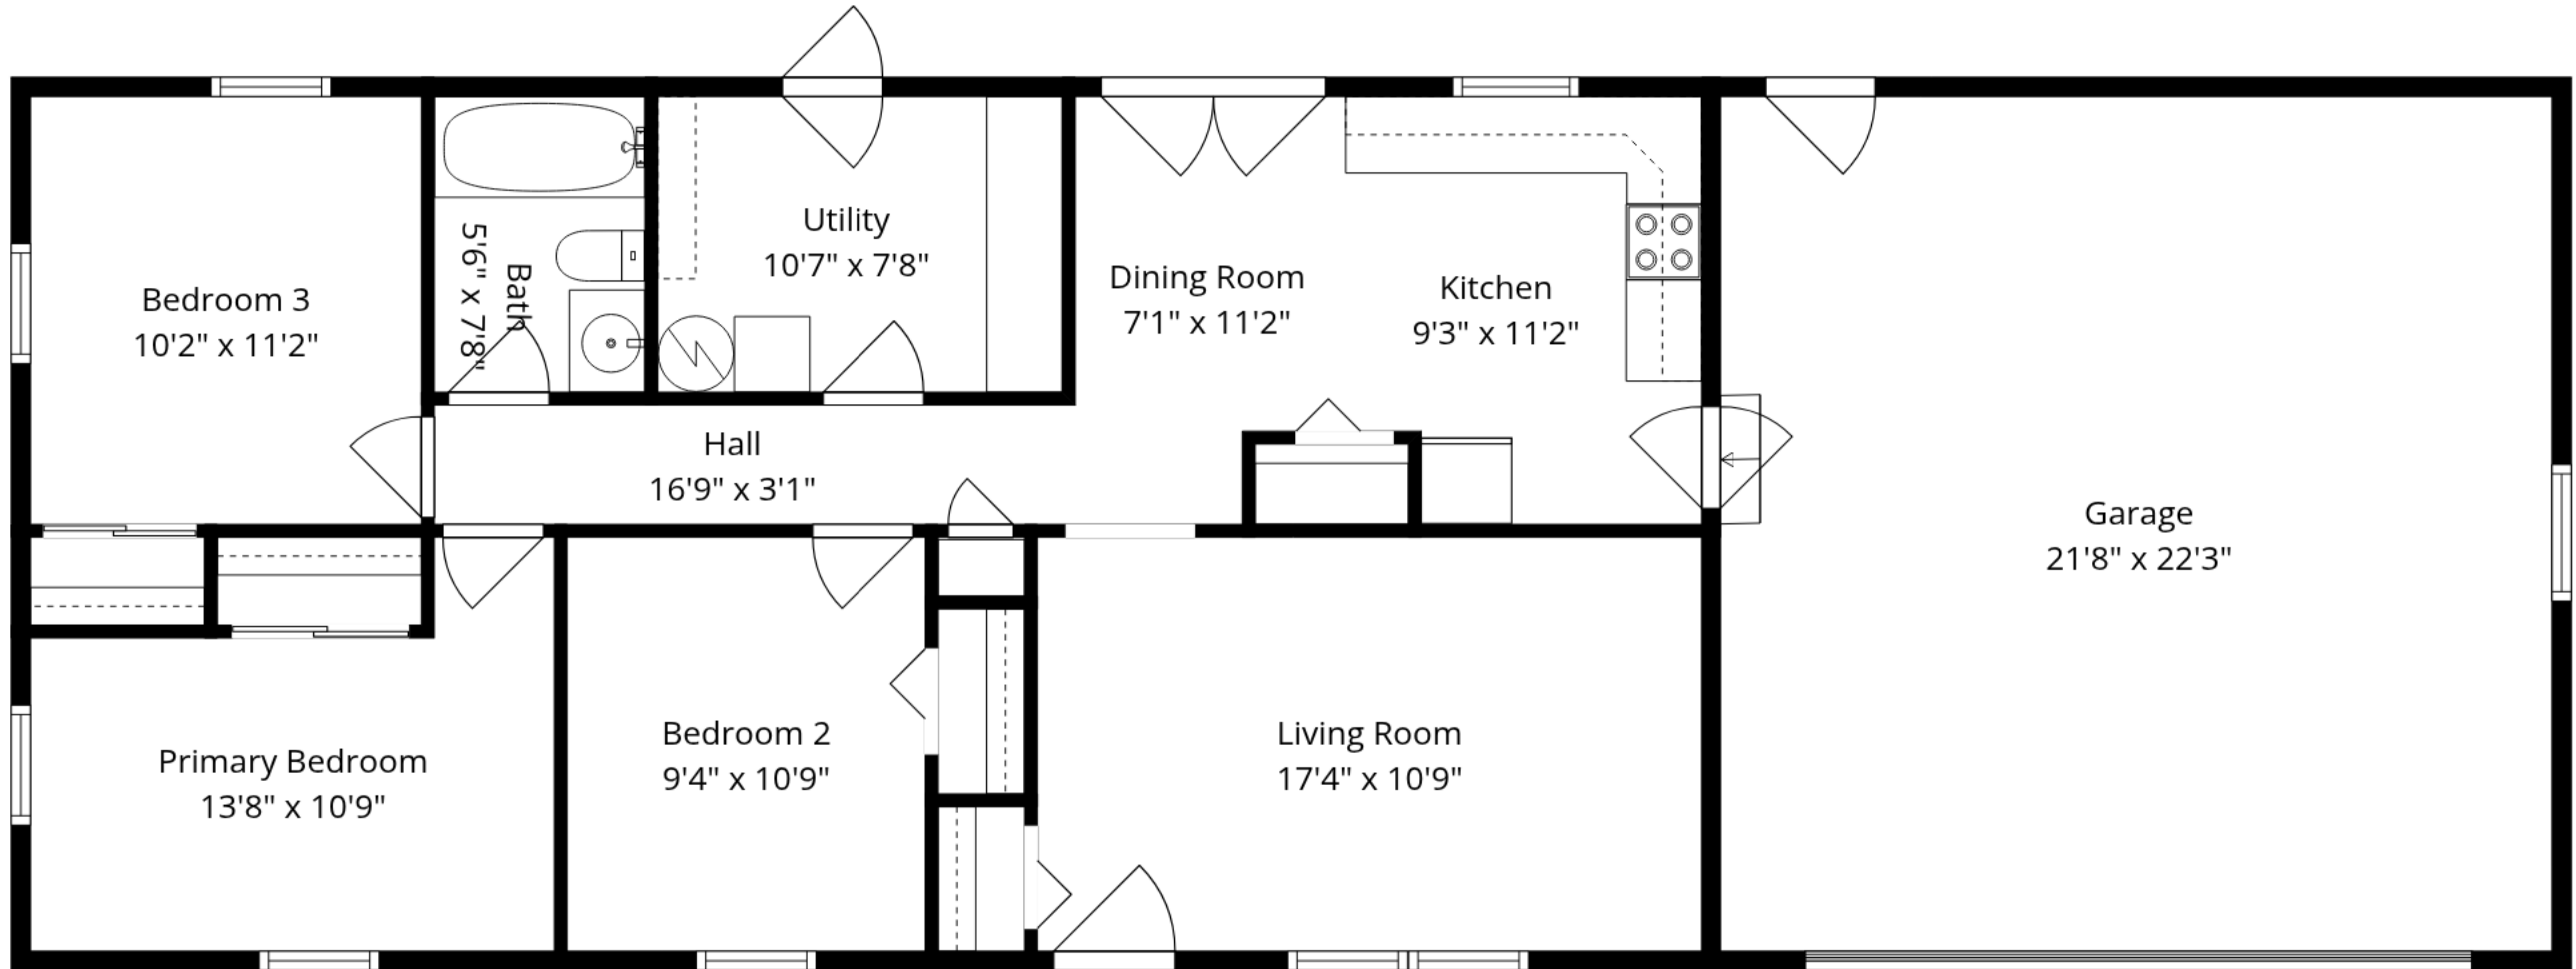 Bedroom 3
10'2" x 11'2"
Bath
5'6" x 7'8"
Utility
10'7" x 7'8"
Dining Room
7'1" x 11'2"
Kitchen
9'3" x 11'2"
Hall
16'9" x 3'1"
Garage
21'8" x 22'3"
Primary Bedroom
13'8" x 10'9"
Bedroom 2
9'4" x 10'9"
Living Room
17'4" x 10'9"